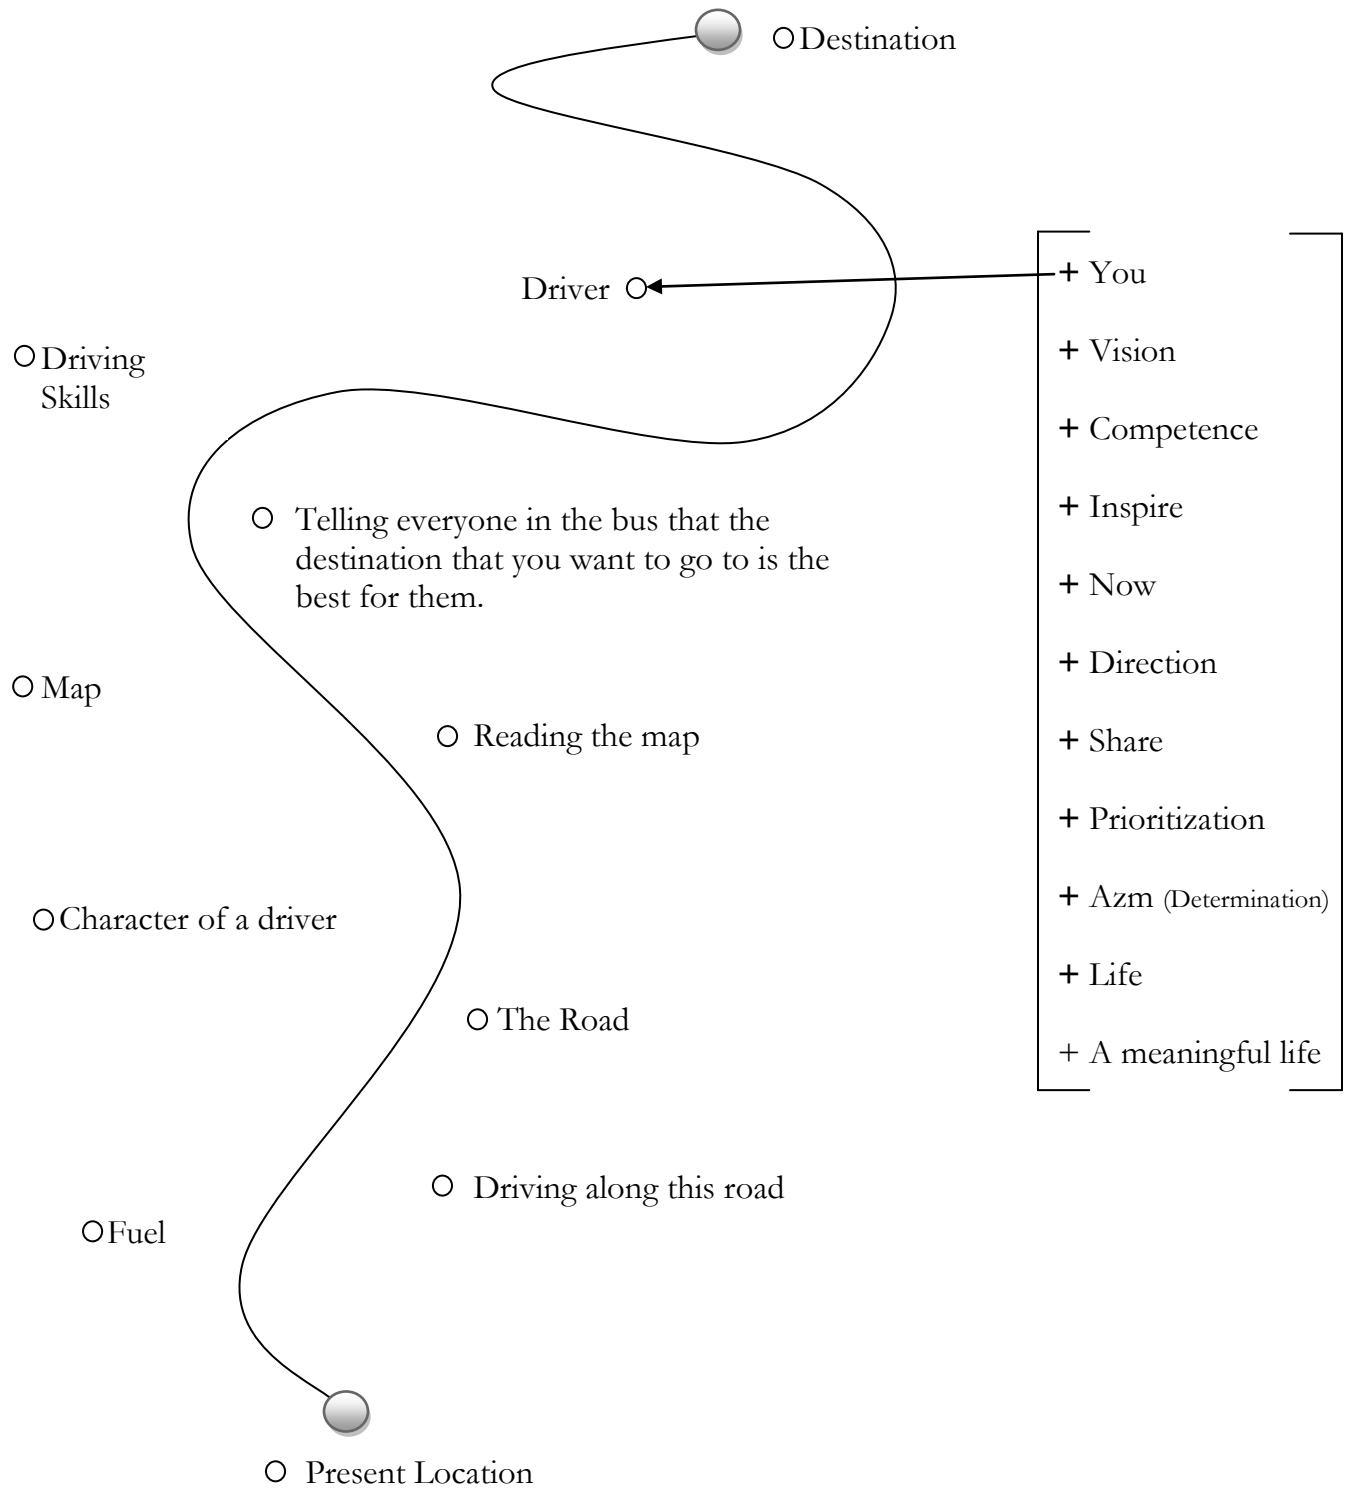 Destination
Driver
Driving
Skills
Telling everyone in the bus that the
destination that you want to go to is the
best for them.
Map
Reading the map
Character of a driver
The Road
Driving along this road
Fuel
Present Location
+ You
+ Vision
+ Competence
+ Inspire
+ Now
+ Direction
+ Share
+ Prioritization
+ Azm (Determination)
+ Life
+ A meaningful life